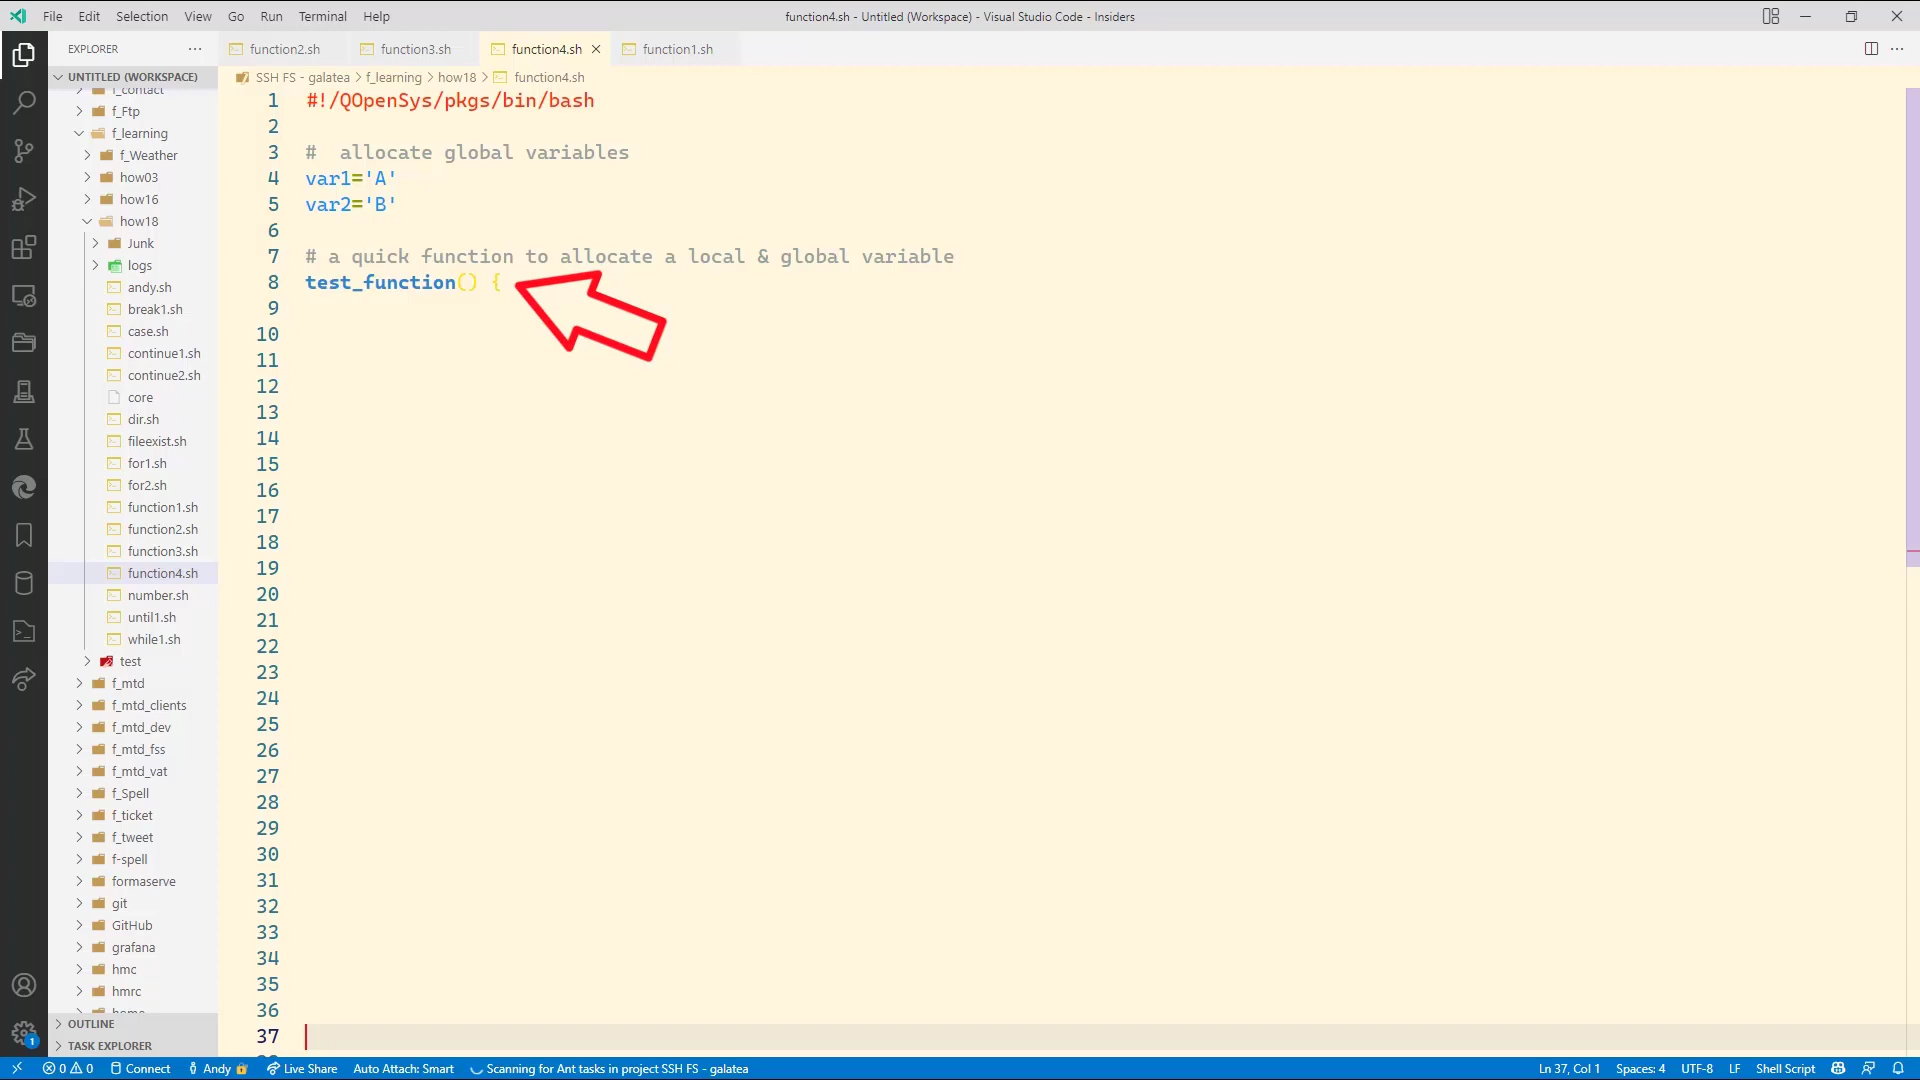 File Edit Selection View Go Run Terminal Help
function4.sh - Untitled (Workspace) - Visual Studio Code - Insiders
EXPLORER
function2.sh
function3.sh
function4.sh
function1.sh
UNTITLED (WORKSPACE)
SSH FS - galatea > f_learning > how18 > function4.sh
f_contact
f_Ftp
f_learning
f_Weather
how03
how16
how18
Junk
logs
andy.sh
break1.sh
case.sh
continue1.sh
continue2.sh
core
dir.sh
fileexist.sh
for1.sh
for2.sh
function1.sh
function2.sh
function3.sh
function4.sh
number.sh
until1.sh
while1.sh
test
f_mtd
f_mtd_clients
f_mtd_dev
f_mtd_fss
f_mtd_vat
f_Spell
f_ticket
f_tweet
f-spell
formaserve
git
GitHub
grafana
hmc
hmrc
OUTLINE
TASK EXPLORER
1 #!/QOpenSys/pkgs/bin/bash
2
3 #  allocate global variables
4 var1='A'
5 var2='B'
6
7 # a quick function to allocate a local & global variable
8 test_function() {
9
10
11
12
13
14
15
16
17
18
19
20
21
22
23
24
25
26
27
28
29
30
31
32
33
34
35
36
37
1
0 0 Connect Andy Live Share Auto Attach: Smart Scanning for Ant tasks in project SSH FS - galatea Ln 37, Col 1 Spaces: 4 UTF-8 LF Shell Script